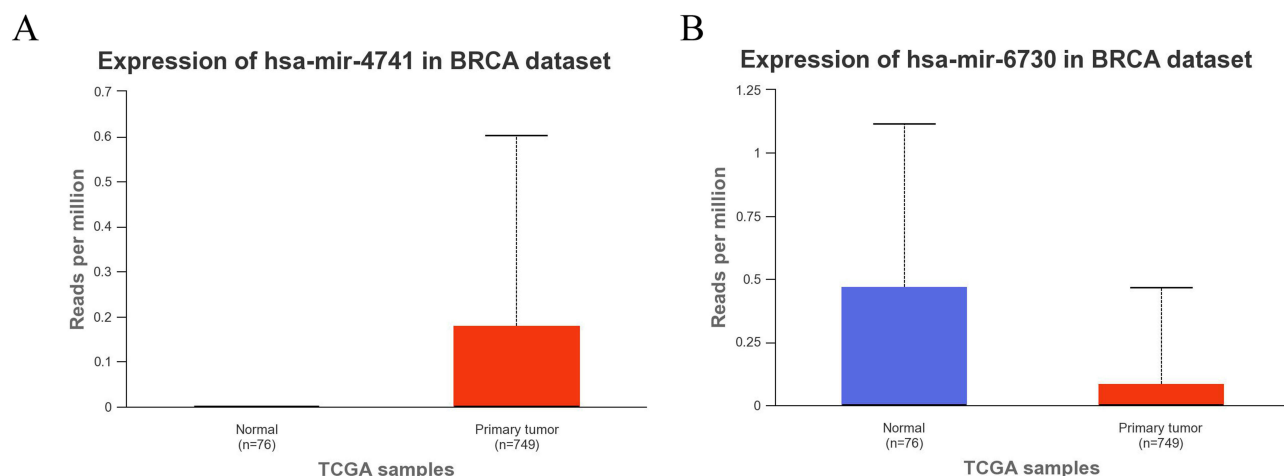 A
Expression of hsa-mir-4741 in BRCA dataset
Reads per million
0.7
0.6
0.5
0.4
0.3
0.2
0.1
0
Normal
(n=76)
Primary tumor
(n=749)
TCGA samples
B
Expression of hsa-mir-6730 in BRCA dataset
Reads per million
1.25
1
0.75
0.5
0.25
0
Normal
(n=76)
Primary tumor
(n=749)
TCGA samples